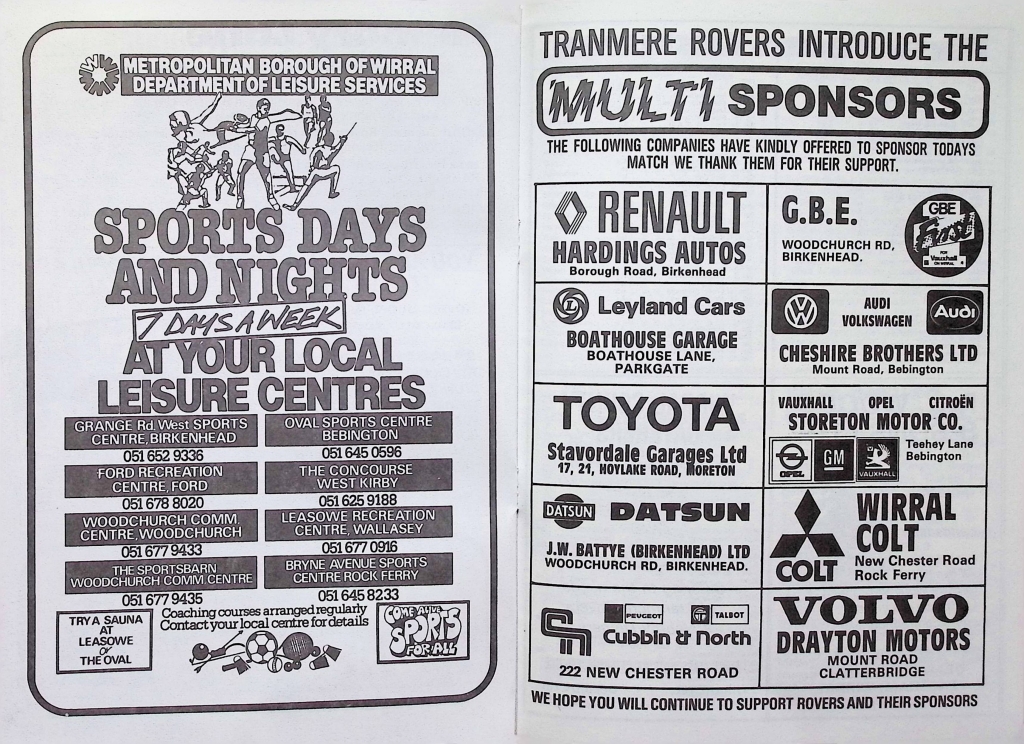 METROPOLITAN BOROUGH OF WIRRAL
DEPARTMENT OF LEISURE SERVICES
SPORTS DAYS
AND NIGHTS
7 DAYS A WEEK
AT YOUR LOCAL
LEISURE CENTRES
GRANGE Rd. West SPORTS
CENTRE, BIRKENHEAD
051 652 9336
OVAL SPORTS CENTRE
BEBINGTON
051 645 0596
FORD RECREATION
CENTRE, FORD
051 678 8020
THE CONCOURSE
WEST KIRBY
051 625 9188
WOODCHURCH COMM.
CENTRE, WOODCHURCH
051 677 9433
LEASOWE RECREATION
CENTRE, WALLASEY
051 677 0916
THE SPORTSBARN
WOODCHURCH COMM. CENTRE
051 677 9435
BRYNE AVENUE SPORTS
CENTRE ROCK FERRY
051 645 8233
TRY A SAUNA
AT
LEASOWE
or
THE OVAL
Coaching courses arranged regularly
Contact your local centre for details
COME ALIVE
SPORTS
FOR ALL
TRANMERE ROVERS INTRODUCE THE
MULTI SPONSORS
THE FOLLOWING COMPANIES HAVE KINDLY OFFERED TO SPONSOR TODAYS
MATCH WE THANK THEM FOR THEIR SUPPORT.
RENAULT
HARDINGS AUTOS
Borough Road, Birkenhead
G.B.E.
WOODCHURCH RD,
BIRKENHEAD.
GBE
First
FOR
Vauxhall
ON WIRRAL
Leyland Cars
BOATHOUSE GARAGE
BOATHOUSE LANE,
PARKGATE
AUDI
VOLKSWAGEN
Audi
CHESHIRE BROTHERS LTD
Mount Road, Bebington
TOYOTA
Stavordale Garages Ltd
17, 21, HOYLAKE ROAD, MORETON
VAUXHALL OPEL CITROËN
STORETON MOTOR CO.
OPEL GM VAUXHALL
Teehey Lane
Bebington
DATSUN DATSUN
J.W. BATTYE (BIRKENHEAD) LTD
WOODCHURCH RD, BIRKENHEAD.
WIRRAL
COLT
COLT
New Chester Road
Rock Ferry
PEUGEOT TALBOT
Cubbin & North
222 NEW CHESTER ROAD
VOLVO
DRAYTON MOTORS
MOUNT ROAD
CLATTERBRIDGE
WE HOPE YOU WILL CONTINUE TO SUPPORT ROVERS AND THEIR SPONSORS